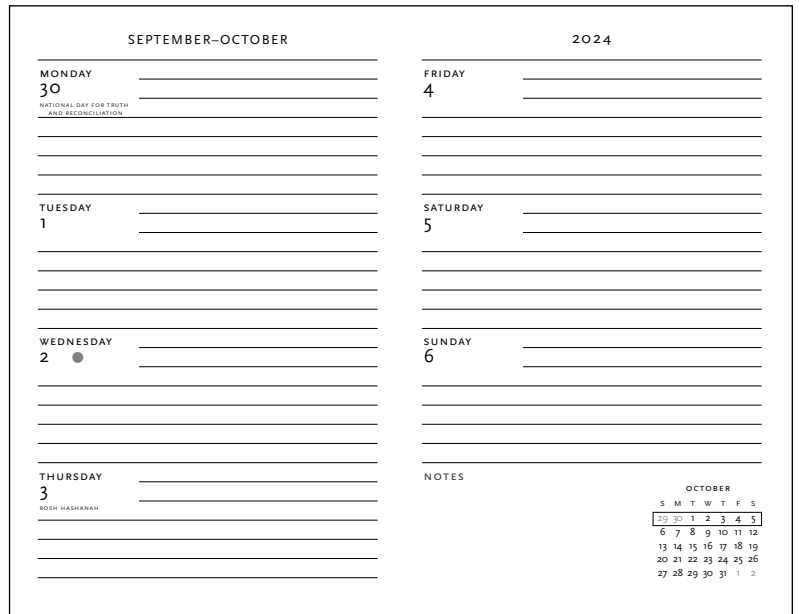 SEPTEMBER–OCTOBER
MONDAY
30
NATIONAL DAY FOR TRUTH
AND RECONCILIATION
TUESDAY
1
WEDNESDAY
2
THURSDAY
3
ROSH HASHANAH
2024
FRIDAY
4
SATURDAY
5
SUNDAY
6
NOTES
OCTOBER
S M T W T F S
29 30 1 2 3 4 5
6 7 8 9 10 11 12
13 14 15 16 17 18 19
20 21 22 23 24 25 26
27 28 29 30 31 1 2